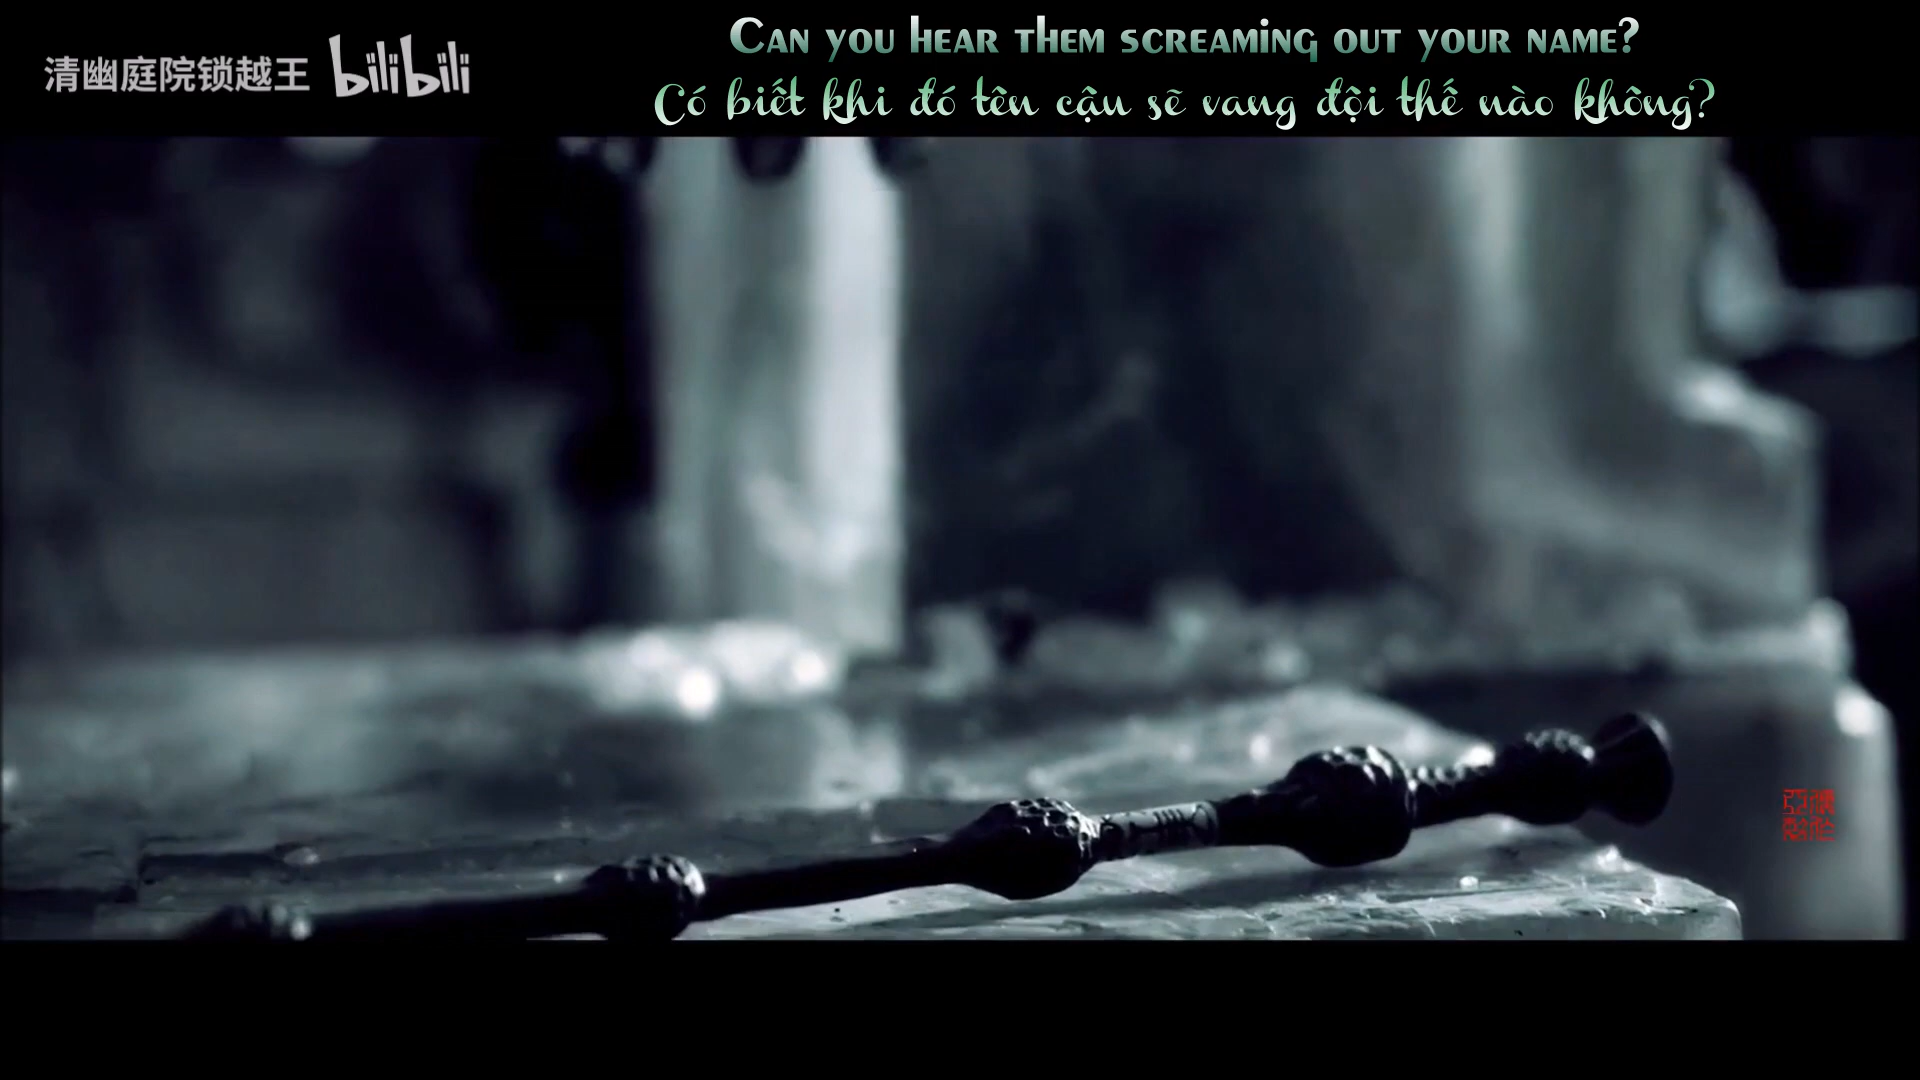 清幽庭院锁越王 bilibili
Can you hear them screaming out your name?
Có biết khi đó tên cậu sẽ vang đội thế nào không?